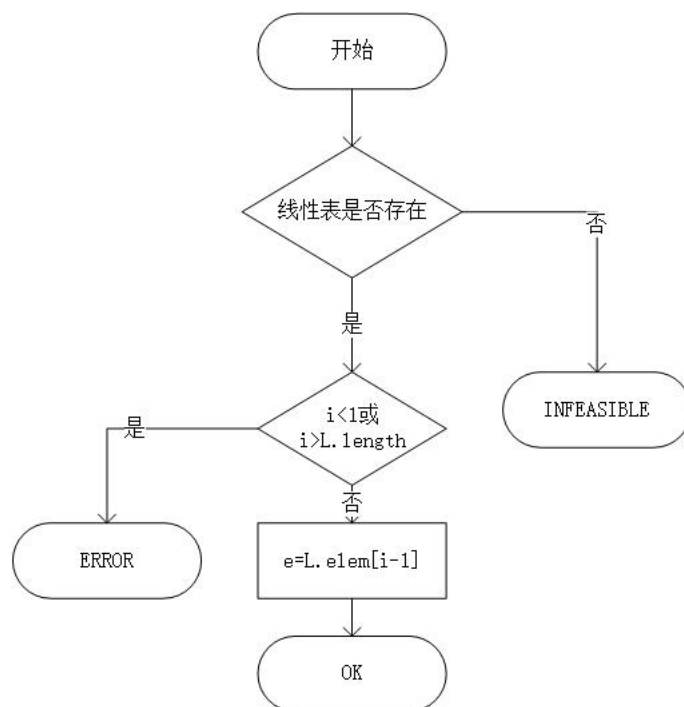 开始
线性表是否存在
否
是
i<1或
i>L.length
INFEASIBLE
是
否
ERROR
e=L.elem[i-1]
OK